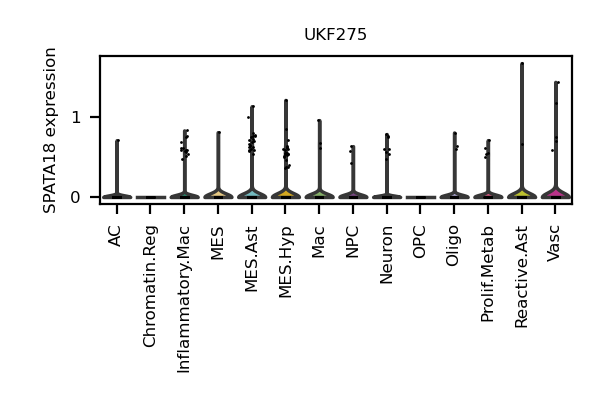 UKF275
SPATA18 expression
1
0
AC
Chromatin.Reg
Inflammatory.Mac
MES
MES.Ast
MES.Hyp
Mac
NPC
Neuron
OPC
Oligo
Prolif.Metab
Reactive.Ast
Vasc